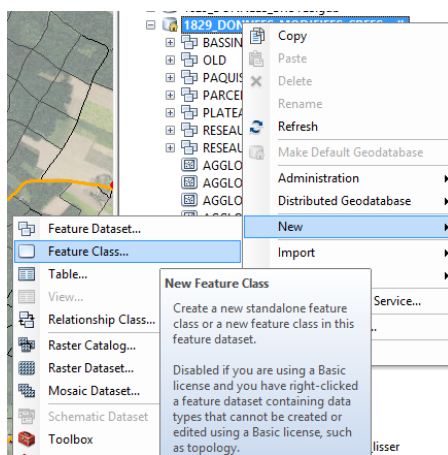 1829_DONNEES_MODIFIEES_CREES
BASSIN
OLD
PAQUIS
PARCEL
PLATEA
RESEAU
RESEAU
AGGLO
AGGLO
AGGLO
Copy
Paste
Delete
Rename
Refresh
Make Default Geodatabase
Administration
Distributed Geodatabase
New
Import
Service...
Feature Dataset...
Feature Class...
Table...
View...
Relationship Class...
Raster Catalog...
Raster Dataset...
Mosaic Dataset...
Schematic Dataset
Toolbox
New Feature Class
Create a new standalone feature
class or a new feature class in this
feature dataset.
Disabled if you are using a Basic
license and you have right-clicked
a feature dataset containing data
types that cannot be created or
edited using a Basic license, such
as topology.
lisser